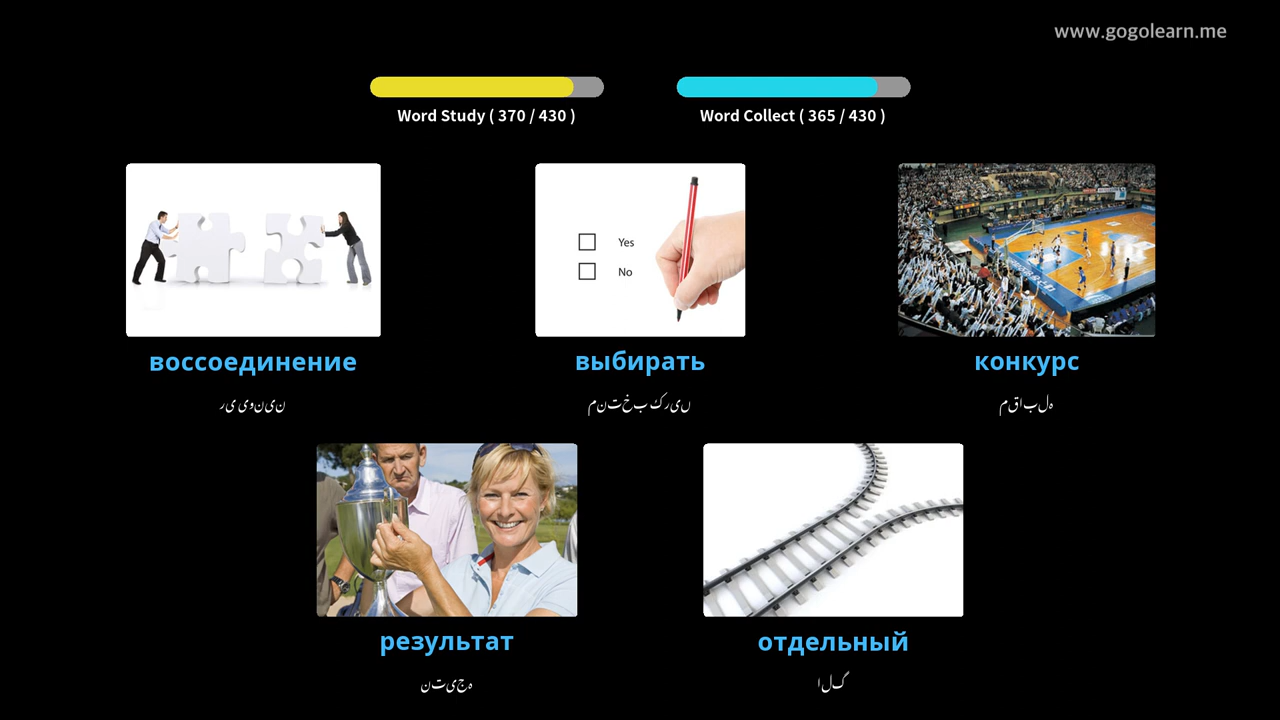 www.gogolearn.me
Word Study ( 370 / 430 )
Word Collect ( 365 / 430 )
Yes
No
воссоединение
выбирать
конкурс
ری یونین
منتخب کریں
مقابلہ
результат
отдельный
نتیجہ
الگ